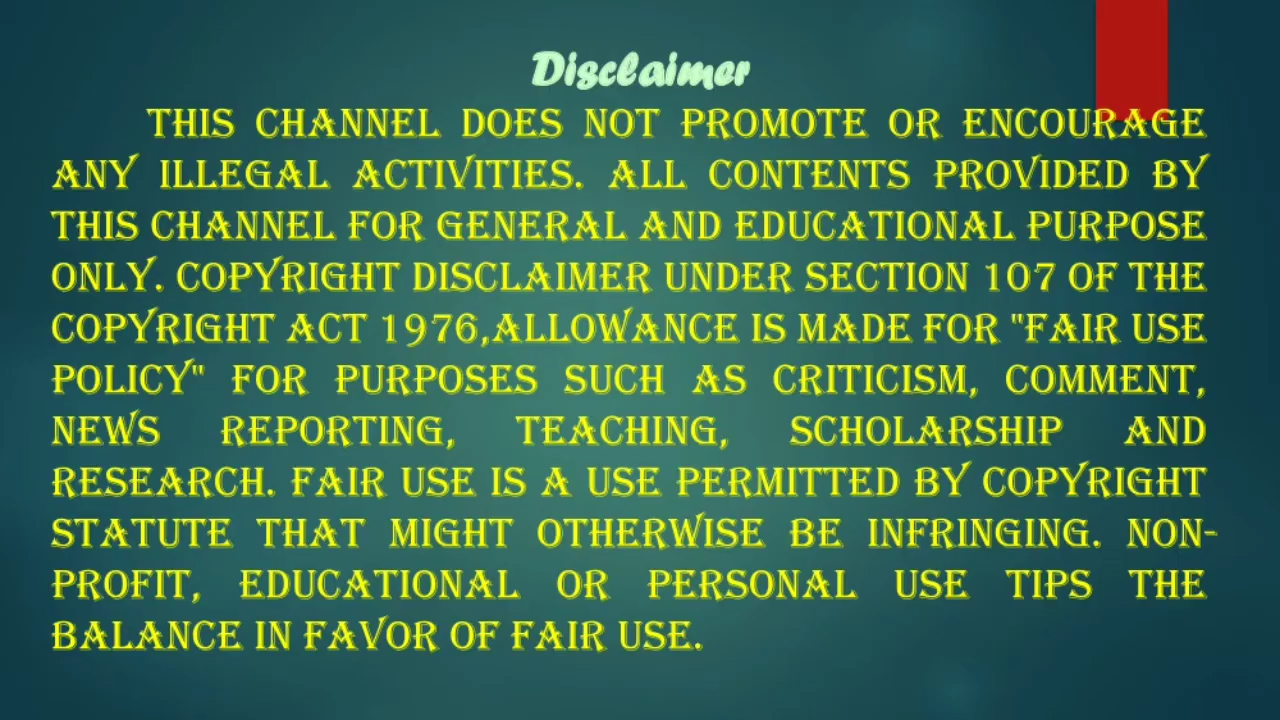 Disclaimer
THIS CHANNEL DOES NOT PROMOTE OR ENCOURAGE
ANY ILLEGAL ACTIVITIES. ALL CONTENTS PROVIDED BY
THIS CHANNEL FOR GENERAL AND EDUCATIONAL PURPOSE
ONLY. COPYRIGHT DISCLAIMER UNDER SECTION 107 OF THE
COPYRIGHT ACT 1976,ALLOWANCE IS MADE FOR "FAIR USE
POLICY" FOR PURPOSES SUCH AS CRITICISM, COMMENT,
NEWS REPORTING, TEACHING, SCHOLARSHIP AND
RESEARCH. FAIR USE IS A USE PERMITTED BY COPYRIGHT
STATUTE THAT MIGHT OTHERWISE BE INFRINGING. NON-
PROFIT, EDUCATIONAL OR PERSONAL USE TIPS THE
BALANCE IN FAVOR OF FAIR USE.